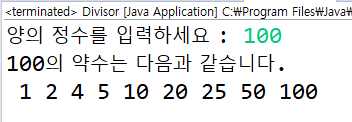 <terminated> Divisor [Java Application] C:₩Program Files₩Java₩
양의 정수를 입력하세요 : 100
100의 약수는 다음과 같습니다.
1 2 4 5 10 20 25 50 100